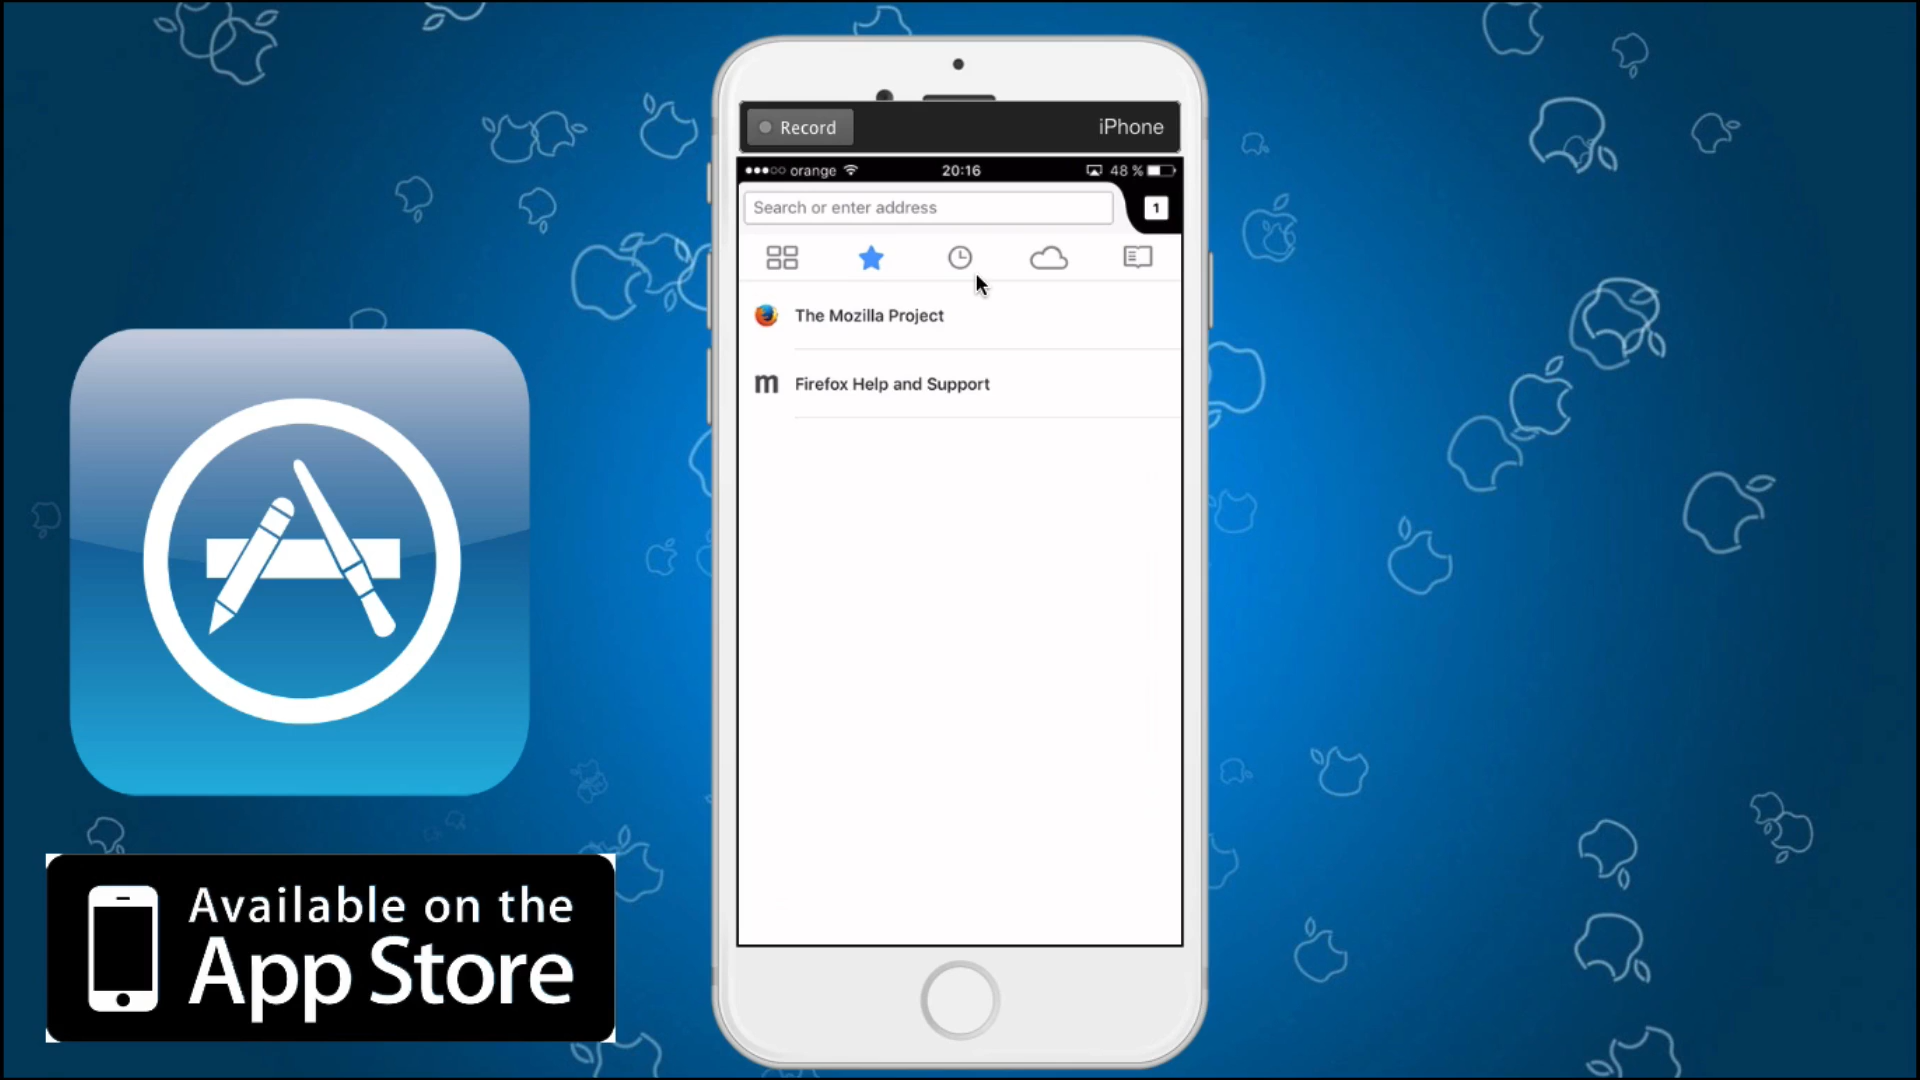 Record
iPhone
orange
20:16
48 %
Search or enter address
1
The Mozilla Project
m Firefox Help and Support
Available on the
App Store